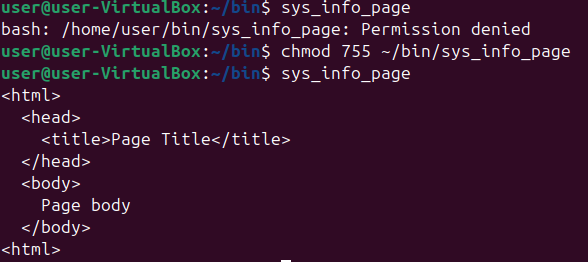 user@user-VirtualBox:~/bin$ sys_info_page
bash: /home/user/bin/sys_info_page: Permission denied
user@user-VirtualBox:~/bin$ chmod 755 ~/bin/sys_info_page
user@user-VirtualBox:~/bin$ sys_info_page
<html>
  <head>
    <title>Page Title</title>
  </head>
  <body>
    Page body
  </body>
<html>